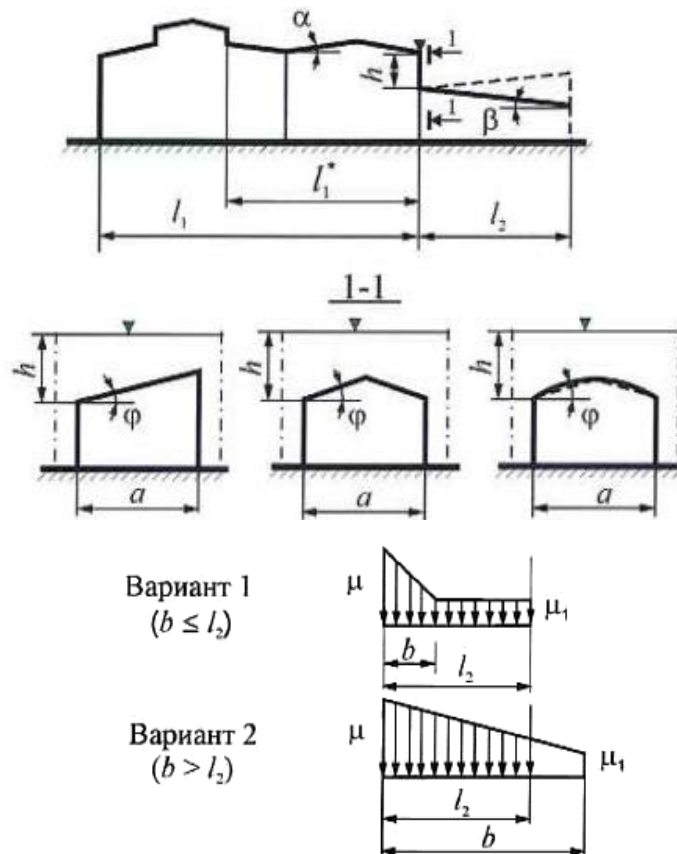 α
1
h
1
β
l₁*
l₁
l₂
1-1
h
φ
a
h
φ
a
h
φ
a
Вариант 1
(b ≤ l₂)
μ
μ₁
b
l₂
Вариант 2
(b > l₂)
μ
μ₁
l₂
b